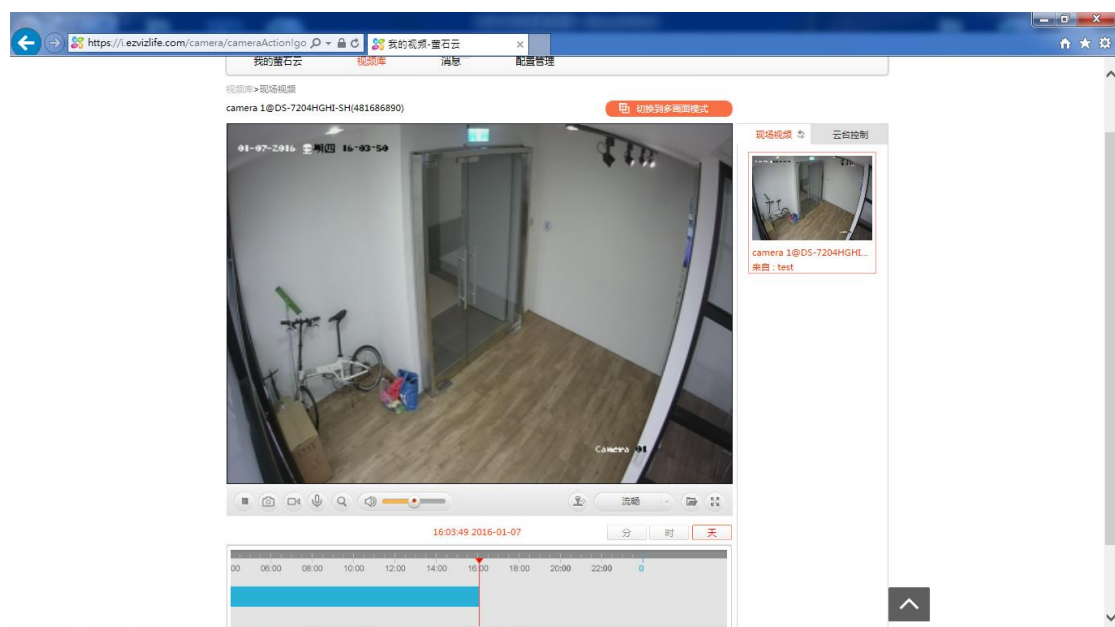 https://i.ezvizlife.com/camera/cameraAction!go
我的视频-萤石云
我的萤石云 视频库 消息 配置管理
视频库>现场视频
camera 1@DS-7204HGHI-SH(481686890)
切换到多画面模式
现场视频 云台控制
01-07-2016 星期四 16-03-50
camera 1@DS-7204HGHI...
来自 : test
Camera 01
流畅
16:03:49 2016-01-07
分 时 天
00 06:00 08:00 10:00 12:00 14:00 16:00 18:00 20:00 22:00 0